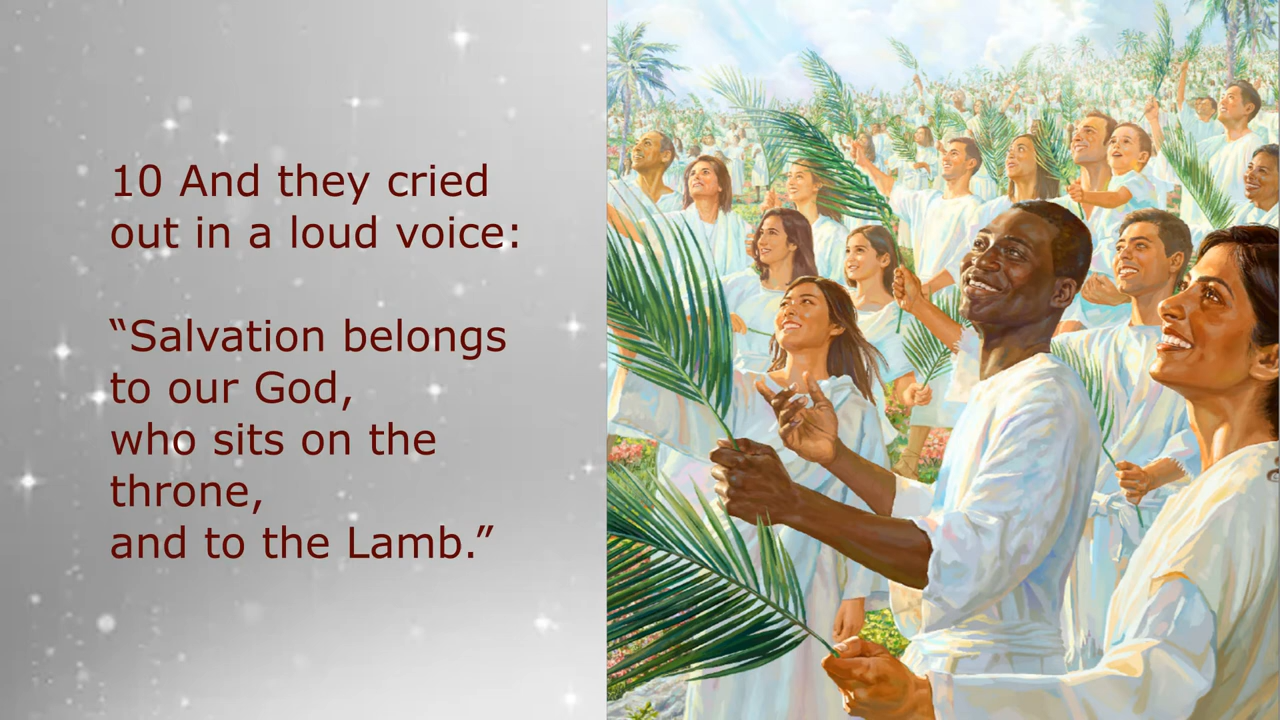 10 And they cried
out in a loud voice:
“Salvation belongs
to our God,
who sits on the
throne,
and to the Lamb.”